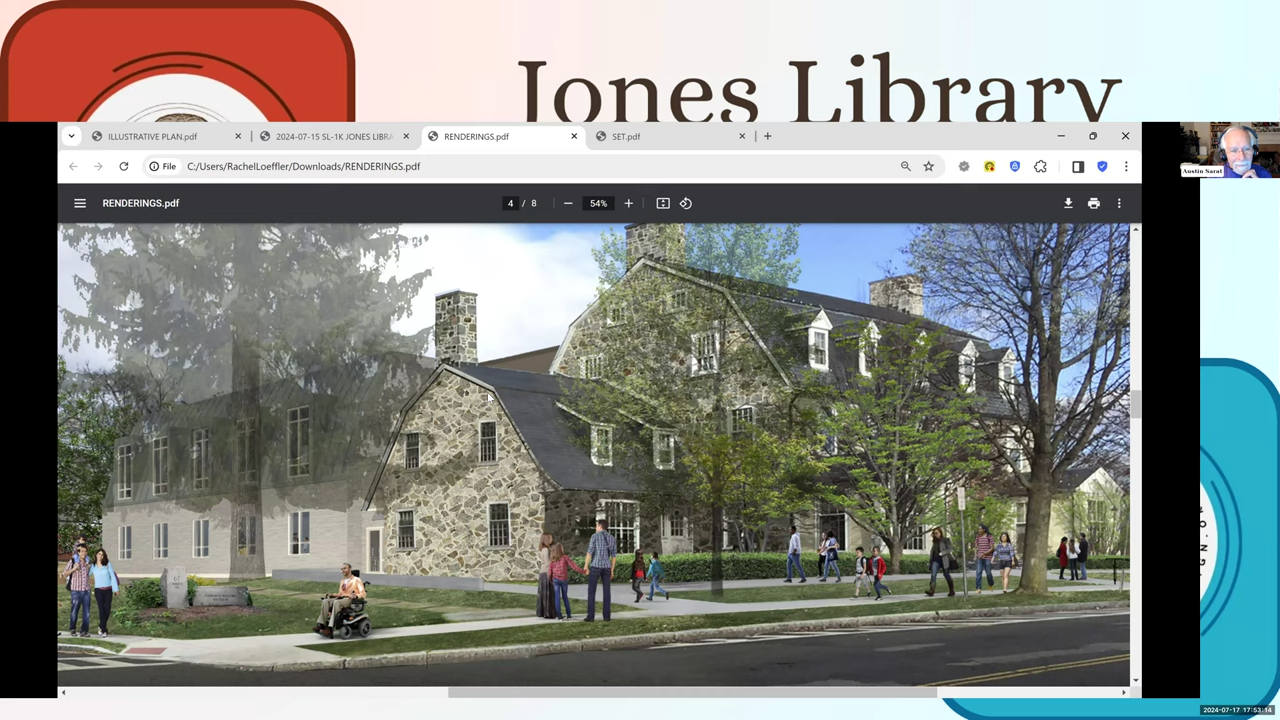 Jones Library
ILLUSTRATIVE PLAN.pdf
2024-07-15 SL-1K JONES LIBRA
RENDERINGS.pdf
SET.pdf
File
C:/Users/RachelLoeffler/Downloads/RENDERINGS.pdf
Austin Sarat
RENDERINGS.pdf
4 / 8
54%
67
2024-07-17 17:53:14